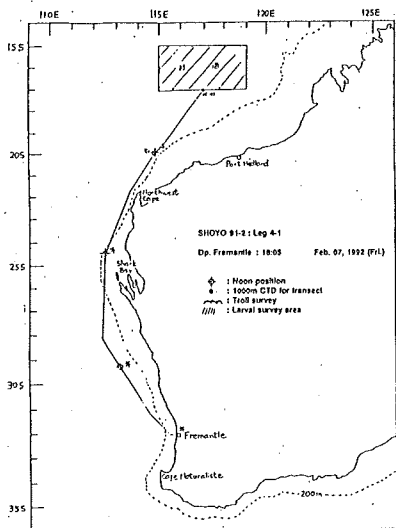 110E 115E 120E 125E
15S
20S
25S
30S
33S
Port Hedland
Northwest
Cape
SHOYO 91-2 : Leg 4-1
Dp. Fremantle : 18:05 Feb. 07, 1992 (Fri.)
: Noon position
: 1000m CTD for transect
: Troll survey
: Larval survey area
Shark
Bay
Fremantle
Cape Naturaliste
200m